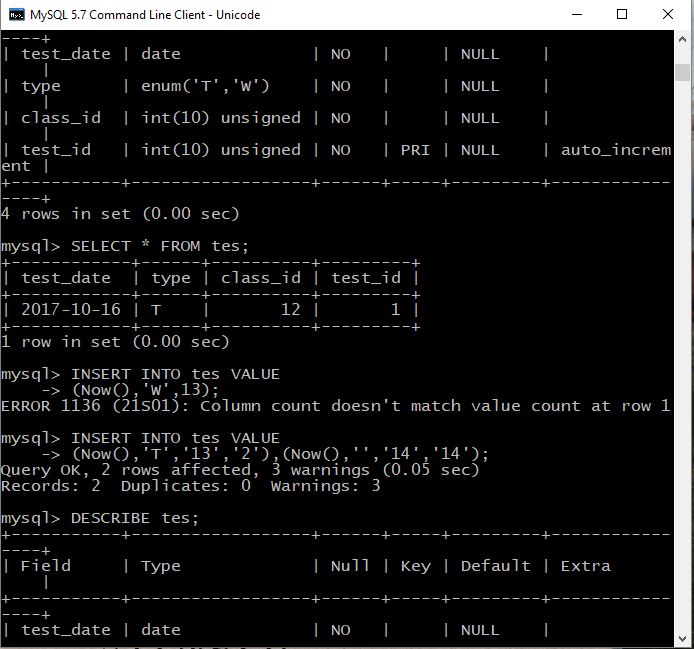 MySQL 5.7 Command Line Client - Unicode
----+
| test_date | date            | NO   |     | NULL    |
    |
| type      | enum('T','W')    | NO   |     | NULL    |
    |
| class_id  | int(10) unsigned | NO   |     | NULL    |
    |
| test_id   | int(10) unsigned | NO   | PRI | NULL    | auto_increm
ent |
+-----------+------------------+------+-----+---------+------------
----+
4 rows in set (0.00 sec)
mysql> SELECT * FROM tes;
+------------+------+----------+---------+
| test_date  | type | class_id | test_id |
+------------+------+----------+---------+
| 2017-10-16 | T    |       12 |       1 |
+------------+------+----------+---------+
1 row in set (0.00 sec)
mysql> INSERT INTO tes VALUE
    -> (Now(),'W',13);
ERROR 1136 (21S01): Column count doesn't match value count at row 1
mysql> INSERT INTO tes VALUE
    -> (Now(),'T','13','2'),(Now(),'','14','14');
Query OK, 2 rows affected, 3 warnings (0.05 sec)
Records: 2  Duplicates: 0  Warnings: 3
mysql> DESCRIBE tes;
+-----------+------------------+------+-----+---------+------------
----+
| Field     | Type             | Null | Key | Default | Extra
    |
+-----------+------------------+------+-----+---------+------------
----+
| test_date | date             | NO   |     | NULL    |